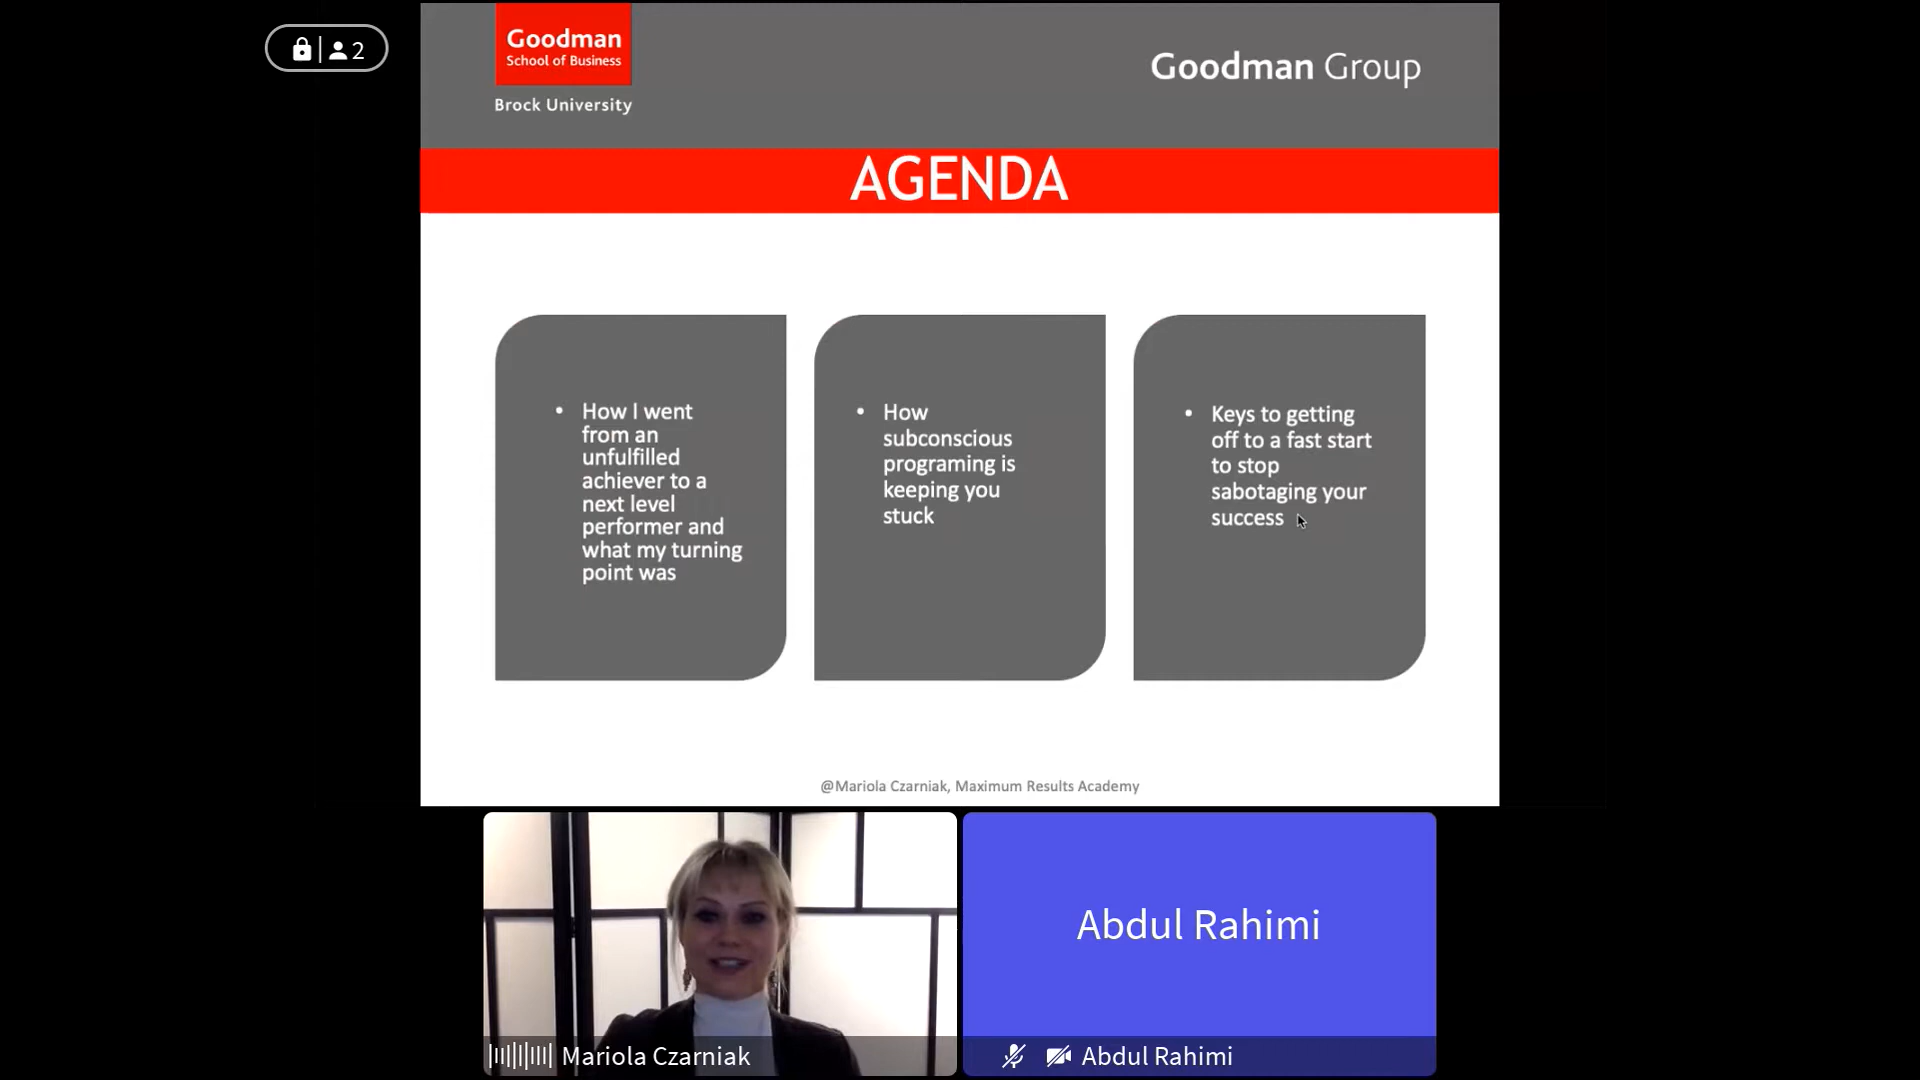 2
Goodman
School of Business
Brock University
Goodman Group
AGENDA
• How I went
from an
unfulfilled
achiever to a
next level
performer and
what my turning
point was
• How
subconscious
programing is
keeping you
stuck
• Keys to getting
off to a fast start
to stop
sabotaging your
success
@Mariola Czarniak, Maximum Results Academy
Abdul Rahimi
Mariola Czarniak
Abdul Rahimi